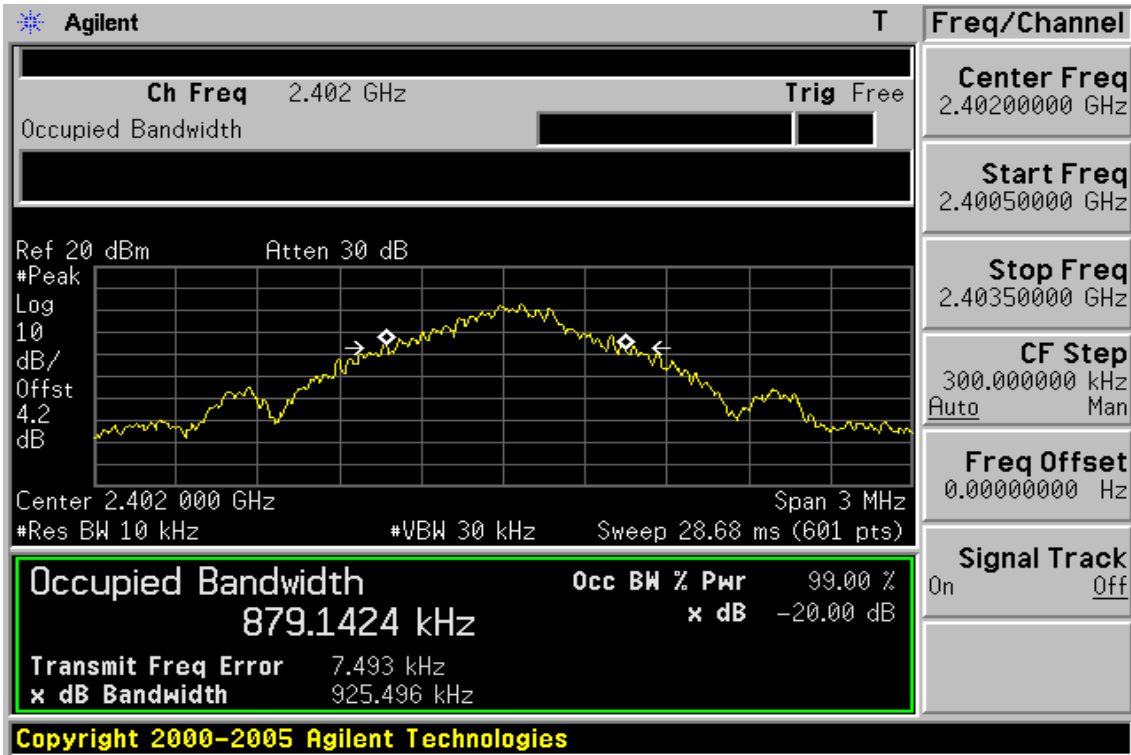 Agilent T
Ch Freq 2.402 GHz Trig Free
Occupied Bandwidth
Ref 20 dBm Atten 30 dB
#Peak
Log
10
dB/
Offst
4.2
dB
Center 2.402 000 GHz Span 3 MHz
#Res BW 10 kHz #VBW 30 kHz Sweep 28.68 ms (601 pts)
Occupied Bandwidth
879.1424 kHz
Occ BW % Pwr 99.00 %
x dB -20.00 dB
Transmit Freq Error 7.493 kHz
x dB Bandwidth 925.496 kHz
Copyright 2000-2005 Agilent Technologies
Freq/Channel
Center Freq
2.40200000 GHz
Start Freq
2.40050000 GHz
Stop Freq
2.40350000 GHz
CF Step
300.000000 kHz
Auto Man
Freq Offset
0.00000000 Hz
Signal Track
On Off